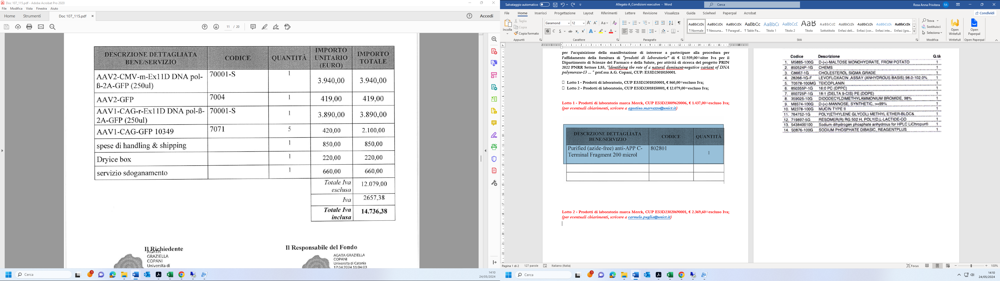 Doc 107_115.pdf - Adobe Acrobat Pro 2020
File Modifica Vista Finestra Aiuto
Home Strumenti Doc 107_115.pdf × Accedi
11 / 20
DESCRZIONE DETTAGLIATA BENE/SERVIZIO CODICE QUANTITÀ IMPORTO UNITARIO (EURO) IMPORTO TOTALE
AAV2-CMV-m-Ex11D DNA pol-ß-2A-GFP (250ul) 70001-S 1 3.940,00 3.940,00
AAV2-GFP 7004 1 419,00 419,00
AAV1-CAG-r-Ex11D DNA pol-ß-2A-GFP (250ul) 70001-S 1 3.890,00 3.890,00
AAV1-CAG-GFP 10349 7071 5 420,00 2.100,00
spese di handling & shipping 1 850,00 850,00
Dryice box 1 220,00 220,00
servizio sdoganamento 1 660,00 660,00
Totale Iva esclusa 12.079,00
Iva 2657,38
Totale Iva inclusa 14.736,38
Il Richiedente Il Responsabile del Fondo
AGATA
GRAZIELLA
COPANI
Universita di
AGATA GRAZIELLA
COPANI
Universita di Catania
17.04.2024 11:04:03
Cerca
14:10
24/05/2024
Salvataggio automatico Allegato A_Condizioni esecutive - Word Cerca Rosa Anna Privitera RA
File Home Inserisci Progettazione Layout Riferimenti Lettere Revisione Visualizza Guida Sciwheel Paperpal Acrobat Condividi
Incolla Taglia Copia Copia formato
Garamond 12
AaBbCcDc AaBbCcDc AaBbCcDc AaBbCc AaBbCc AaBbCcD AaB AaBbCcD AaBbCcDc AaBbCcDc AaBbCcDc AaBbCcDc
¶ Normale ¶ Nessuna... ¶ Paragraf... ¶ Table Pa... Titolo 1 Titolo 2 Titolo Sottotitolo Enfasi deli... Enfasi (cor... Enfasi inte... Enfasi (gra...
Trova Sostituisci Seleziona
Open Writefull Open Paperpal
Appunti Carattere Paragrafo Stili Modifica Writefull Open Paperpal
per l'acquisizione della manifestazione di interesse a partecipare alla procedura per
l'affidamento della fornitura di "prodotti di laboratorio" di € 12.939,00=oltre Iva per il
Dipartimento di Scienze del Farmaco e della Salute, per attività di ricerca del progetto PRIN
2022 PNRR Settore LS5, "ldentifying the rote of a natural dominant-negative variant of DNA
polymerase-13 ... " prof.ssa A.G. Copani, CUP: E53D23018150001.
Lotto 1 - Prodotti di laboratorio, CUP E53D23018150001, € 860,00=escluso Iva;
Lotto 2 - Prodotti di laboratorio, CUP E53D23018150001, € 12.079,00=escluso Iva;
Lotto 1 - Prodotti di laboratorio marca Merck, CUP E53D23009620006, € 1.437,00=escluso Iva;
(per eventuali chiarimenti, scrivere a agostino.marrazzo@unict.it)
DESCRZIONE DETTAGLIATA BENE/SERVIZIO CODICE QUANTITÀ
Purified (azide-free) anti-APP C-Terminal Fragment 200 microl 802801 1
Lotto 2 - Prodotti di laboratorio marca Merck, CUP E53D23020690001, € 2.369,60=escluso Iva;
(per eventuali chiarimenti, scrivere a carmelo.puglia@unict.it)
Codice Descrizione Q.tà
1. M5885-100G D-(+)-MALTOSE MONOHYDRATE, FROM POTATO 1
2. 850524P-1G CHEMS 1
3. C8667-1G CHOLESTEROL SIGMA GRADE 1
4. 28266-1G-F LEVOFLOXACIN ,ASSAY (ANHYDROUS BASIS) 98.0-102.0% 1
5. T0578-100MG TEICOPLANIN 1
6. 850355P-1G 16:0 PC (DPPC) 1
7. 850725P-1G 18:1 (DELTA 9-CIS) PE (DOPE) 1
8. 359025-10G DIDODECYLDIMETHYLAMMONIUM BROMIDE, 98% 1
9. M8574-100G D-(+)-MANNOSE, SYNTHETIC, >=99% 1
10. M2378-100G MUCIN TYPE II 1
11. 764752-1G POLY(ETHYLENE GLYCOL) METHYL ETHER-BLOC& 1
12. 719897-5G RESOMER(R) RG 502 H, POLY(D,L-LACTIDE-CO 1
13. 5438400100 Sodium dihydrogen phosphate anhydrous for HPLC LiChropur® 1
14. S0876-100G SODIUM PHOSPHATE DIBASIC, REAGENTPLUS 1
Pagina 1 di 2 127 parole Italiano (Italia) Focus 100%
Cerca
14:10
24/05/2024